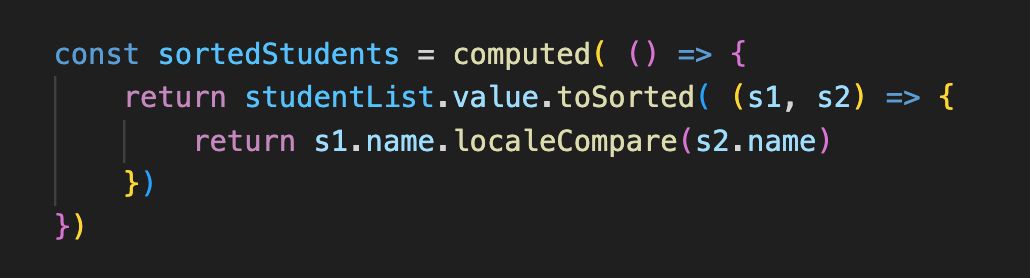 const sortedStudents = computed( () => {
    return studentList.value.toSorted( (s1, s2) => {
        return s1.name.localeCompare(s2.name)
    })
})